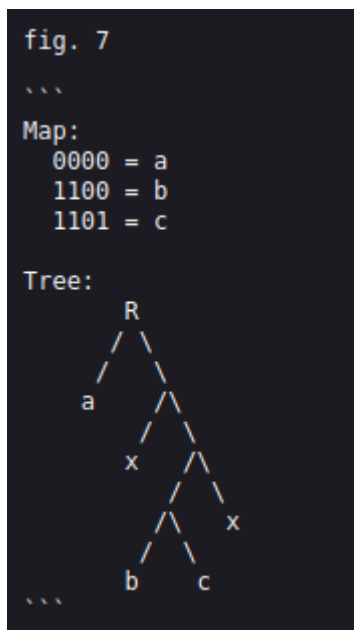 fig. 7
```
Map:
  0000 = a
  1100 = b
  1101 = c
Tree:
       R
      / \
     /   \
    a     /\
         /  \
       x    /\
           /  \
          /\    x
         /  \
       b    c
```